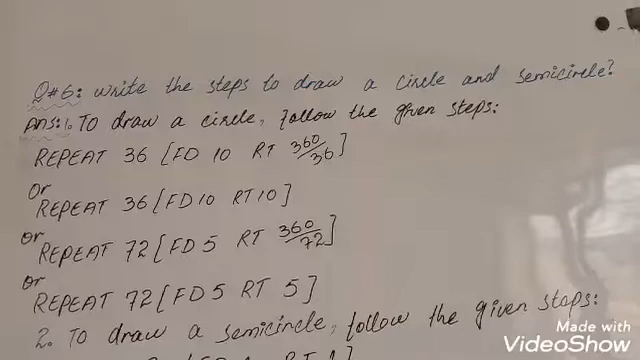 Q#6: Write the steps to draw a circle and semicircle?
Ans: 1. To draw a circle, follow the given steps:
REPEAT 36 [FD 10 RT 360/36]
Or
REPEAT 36 [FD 10 RT 10]
or
REPEAT 72 [FD 5 RT 360/72]
Or
REPEAT 72 [FD 5 RT 5]
2. To draw a semicircle, follow the given steps:
Made with
VideoShow